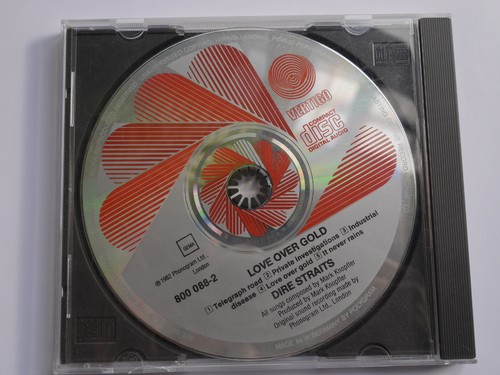 VERTIGO
COMPACT
disc
DIGITAL AUDIO
GEMA
℗ 1982 Phonogram Ltd.,
London
800 088-2
LOVE OVER GOLD
1 Telegraph road 2 Private investigations 3 Industrial
disease 4 Love over gold 5 It never rains
DIRE STRAITS
All songs composed by Mark Knopfler
Produced by Mark Knopfler
Original sound recording made by
Phonogram Ltd., London